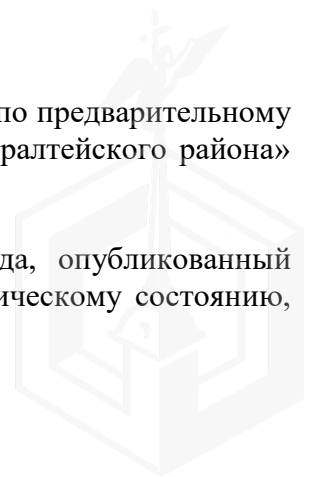 по предварительному
ралтейского района»
да, опубликованный
ическому состоянию,